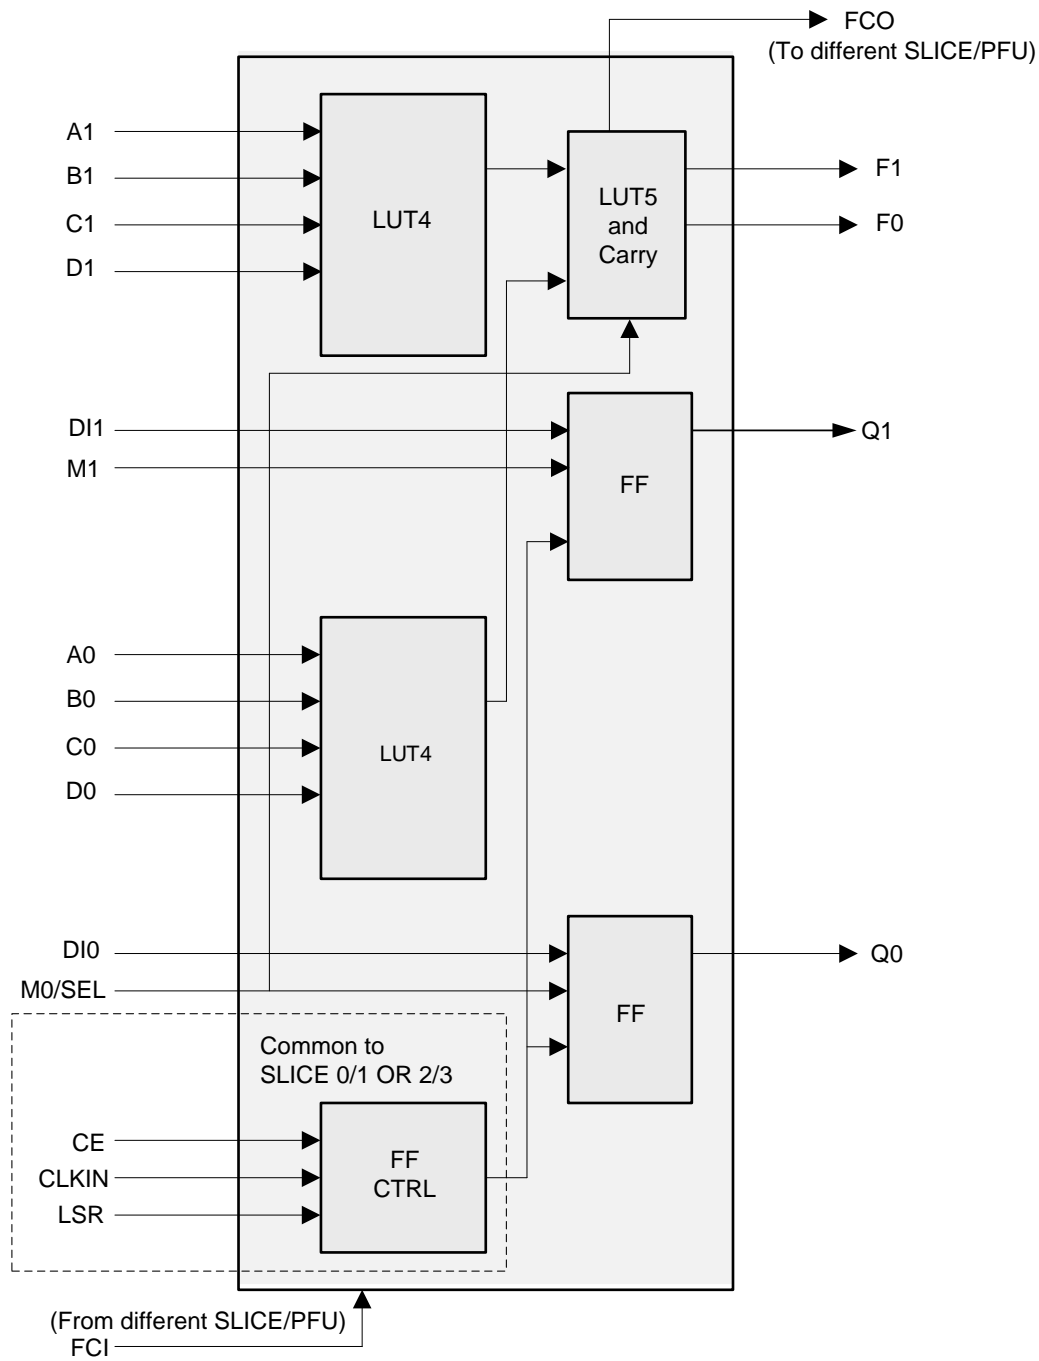 FCO
(To different SLICE/PFU)
A1
B1
C1
D1
LUT4
LUT5
and
Carry
F1
F0
DI1
M1
FF
Q1
A0
B0
C0
D0
LUT4
DI0
M0/SEL
FF
Q0
Common to
SLICE 0/1 OR 2/3
CE
CLKIN
LSR
FF
CTRL
(From different SLICE/PFU)
FCI